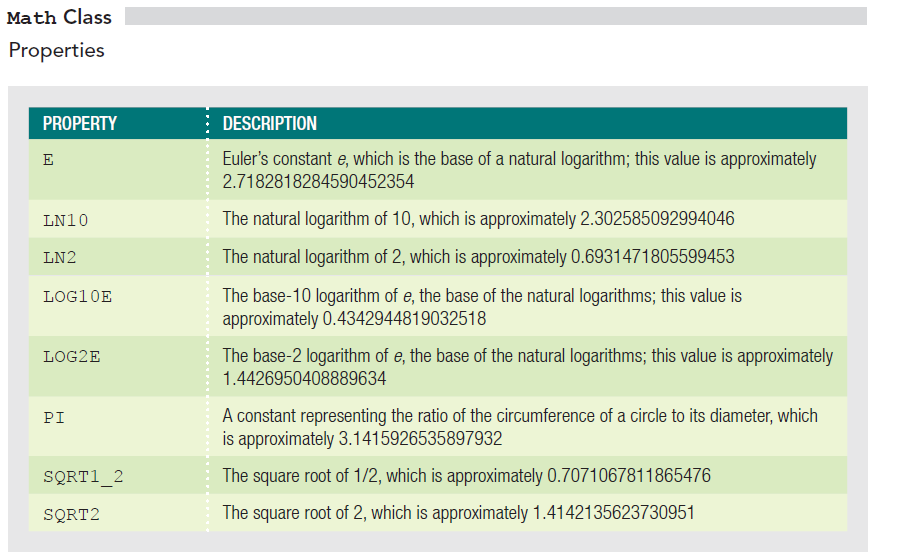 Math Class
Properties
PROPERTY DESCRIPTION
E Euler’s constant e, which is the base of a natural logarithm; this value is approximately
2.7182818284590452354
LN10 The natural logarithm of 10, which is approximately 2.302585092994046
LN2 The natural logarithm of 2, which is approximately 0.6931471805599453
LOG10E The base-10 logarithm of e, the base of the natural logarithms; this value is
approximately 0.4342944819032518
LOG2E The base-2 logarithm of e, the base of the natural logarithms; this value is approximately
1.4426950408889634
PI A constant representing the ratio of the circumference of a circle to its diameter, which
is approximately 3.1415926535897932
SQRT1_2 The square root of 1/2, which is approximately 0.7071067811865476
SQRT2 The square root of 2, which is approximately 1.4142135623730951